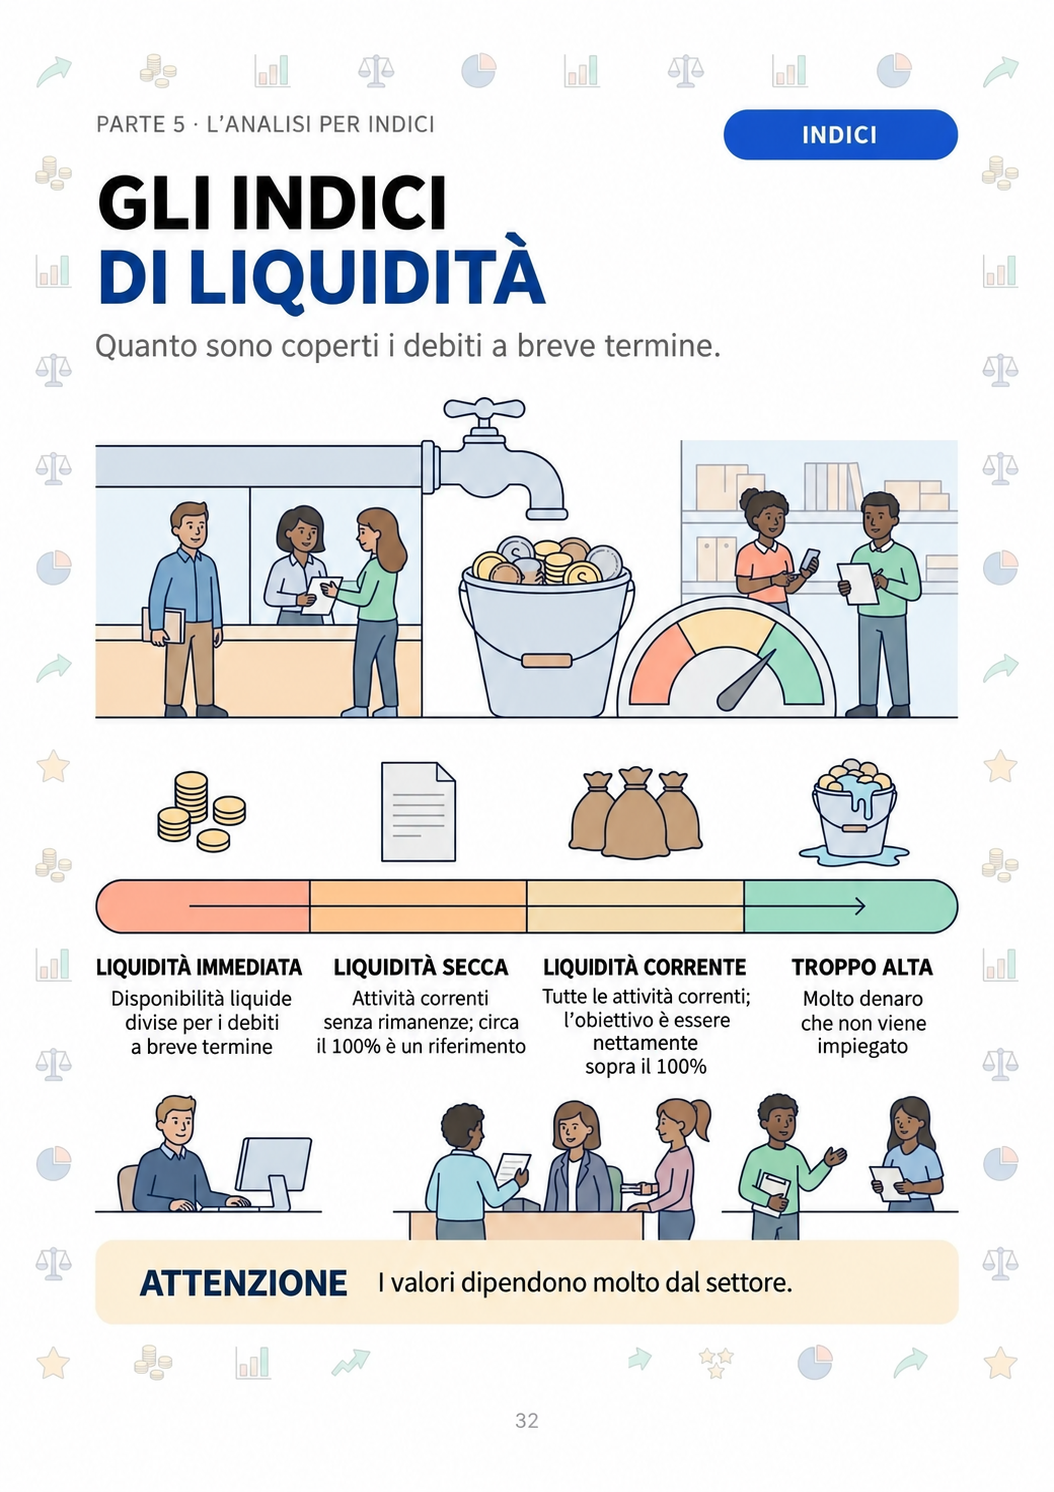 PARTE 5 · L'ANALISI PER INDICI
INDICI
GLI INDICI
DI LIQUIDITÀ
Quanto sono coperti i debiti a breve termine.
LIQUIDITÀ IMMEDIATA
Disponibilità liquide
divise per i debiti
a breve termine
LIQUIDITÀ SECCA
Attività correnti
senza rimanenze; circa
il 100% è un riferimento
LIQUIDITÀ CORRENTE
Tutte le attività correnti;
l'obiettivo è essere
nettamente
sopra il 100%
TROPPO ALTA
Molto denaro
che non viene
impiegato
ATTENZIONE I valori dipendono molto dal settore.
32